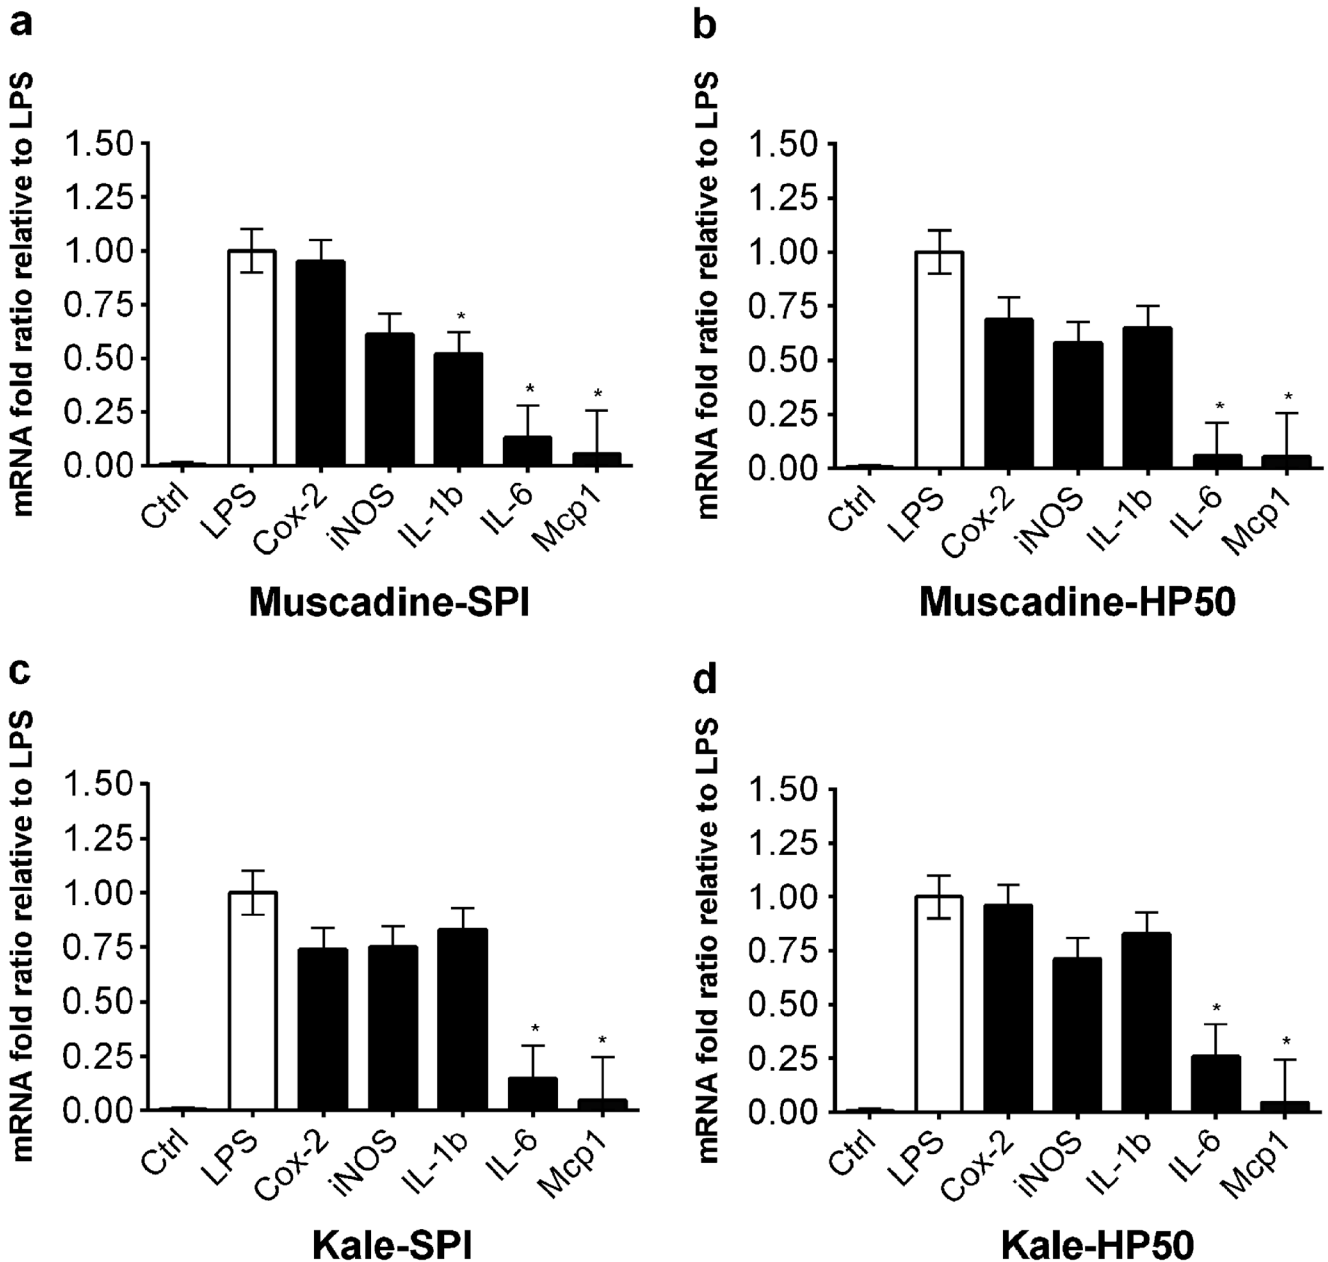 a
mRNA fold ratio relative to LPS
1.50
1.25
1.00
0.75
0.50
0.25
0.00
*
*
*
Ctrl
LPS
Cox-2
iNOS
IL-1b
IL-6
Mcp1
Muscadine-SPI
b
mRNA fold ratio relative to LPS
1.50
1.25
1.00
0.75
0.50
0.25
0.00
*
*
Ctrl
LPS
Cox-2
iNOS
IL-1b
IL-6
Mcp1
Muscadine-HP50
c
mRNA fold ratio relative to LPS
1.50
1.25
1.00
0.75
0.50
0.25
0.00
*
*
Ctrl
LPS
Cox-2
iNOS
IL-1b
IL-6
Mcp1
Kale-SPI
d
mRNA fold ratio relative to LPS
1.50
1.25
1.00
0.75
0.50
0.25
0.00
*
*
Ctrl
LPS
Cox-2
iNOS
IL-1b
IL-6
Mcp1
Kale-HP50